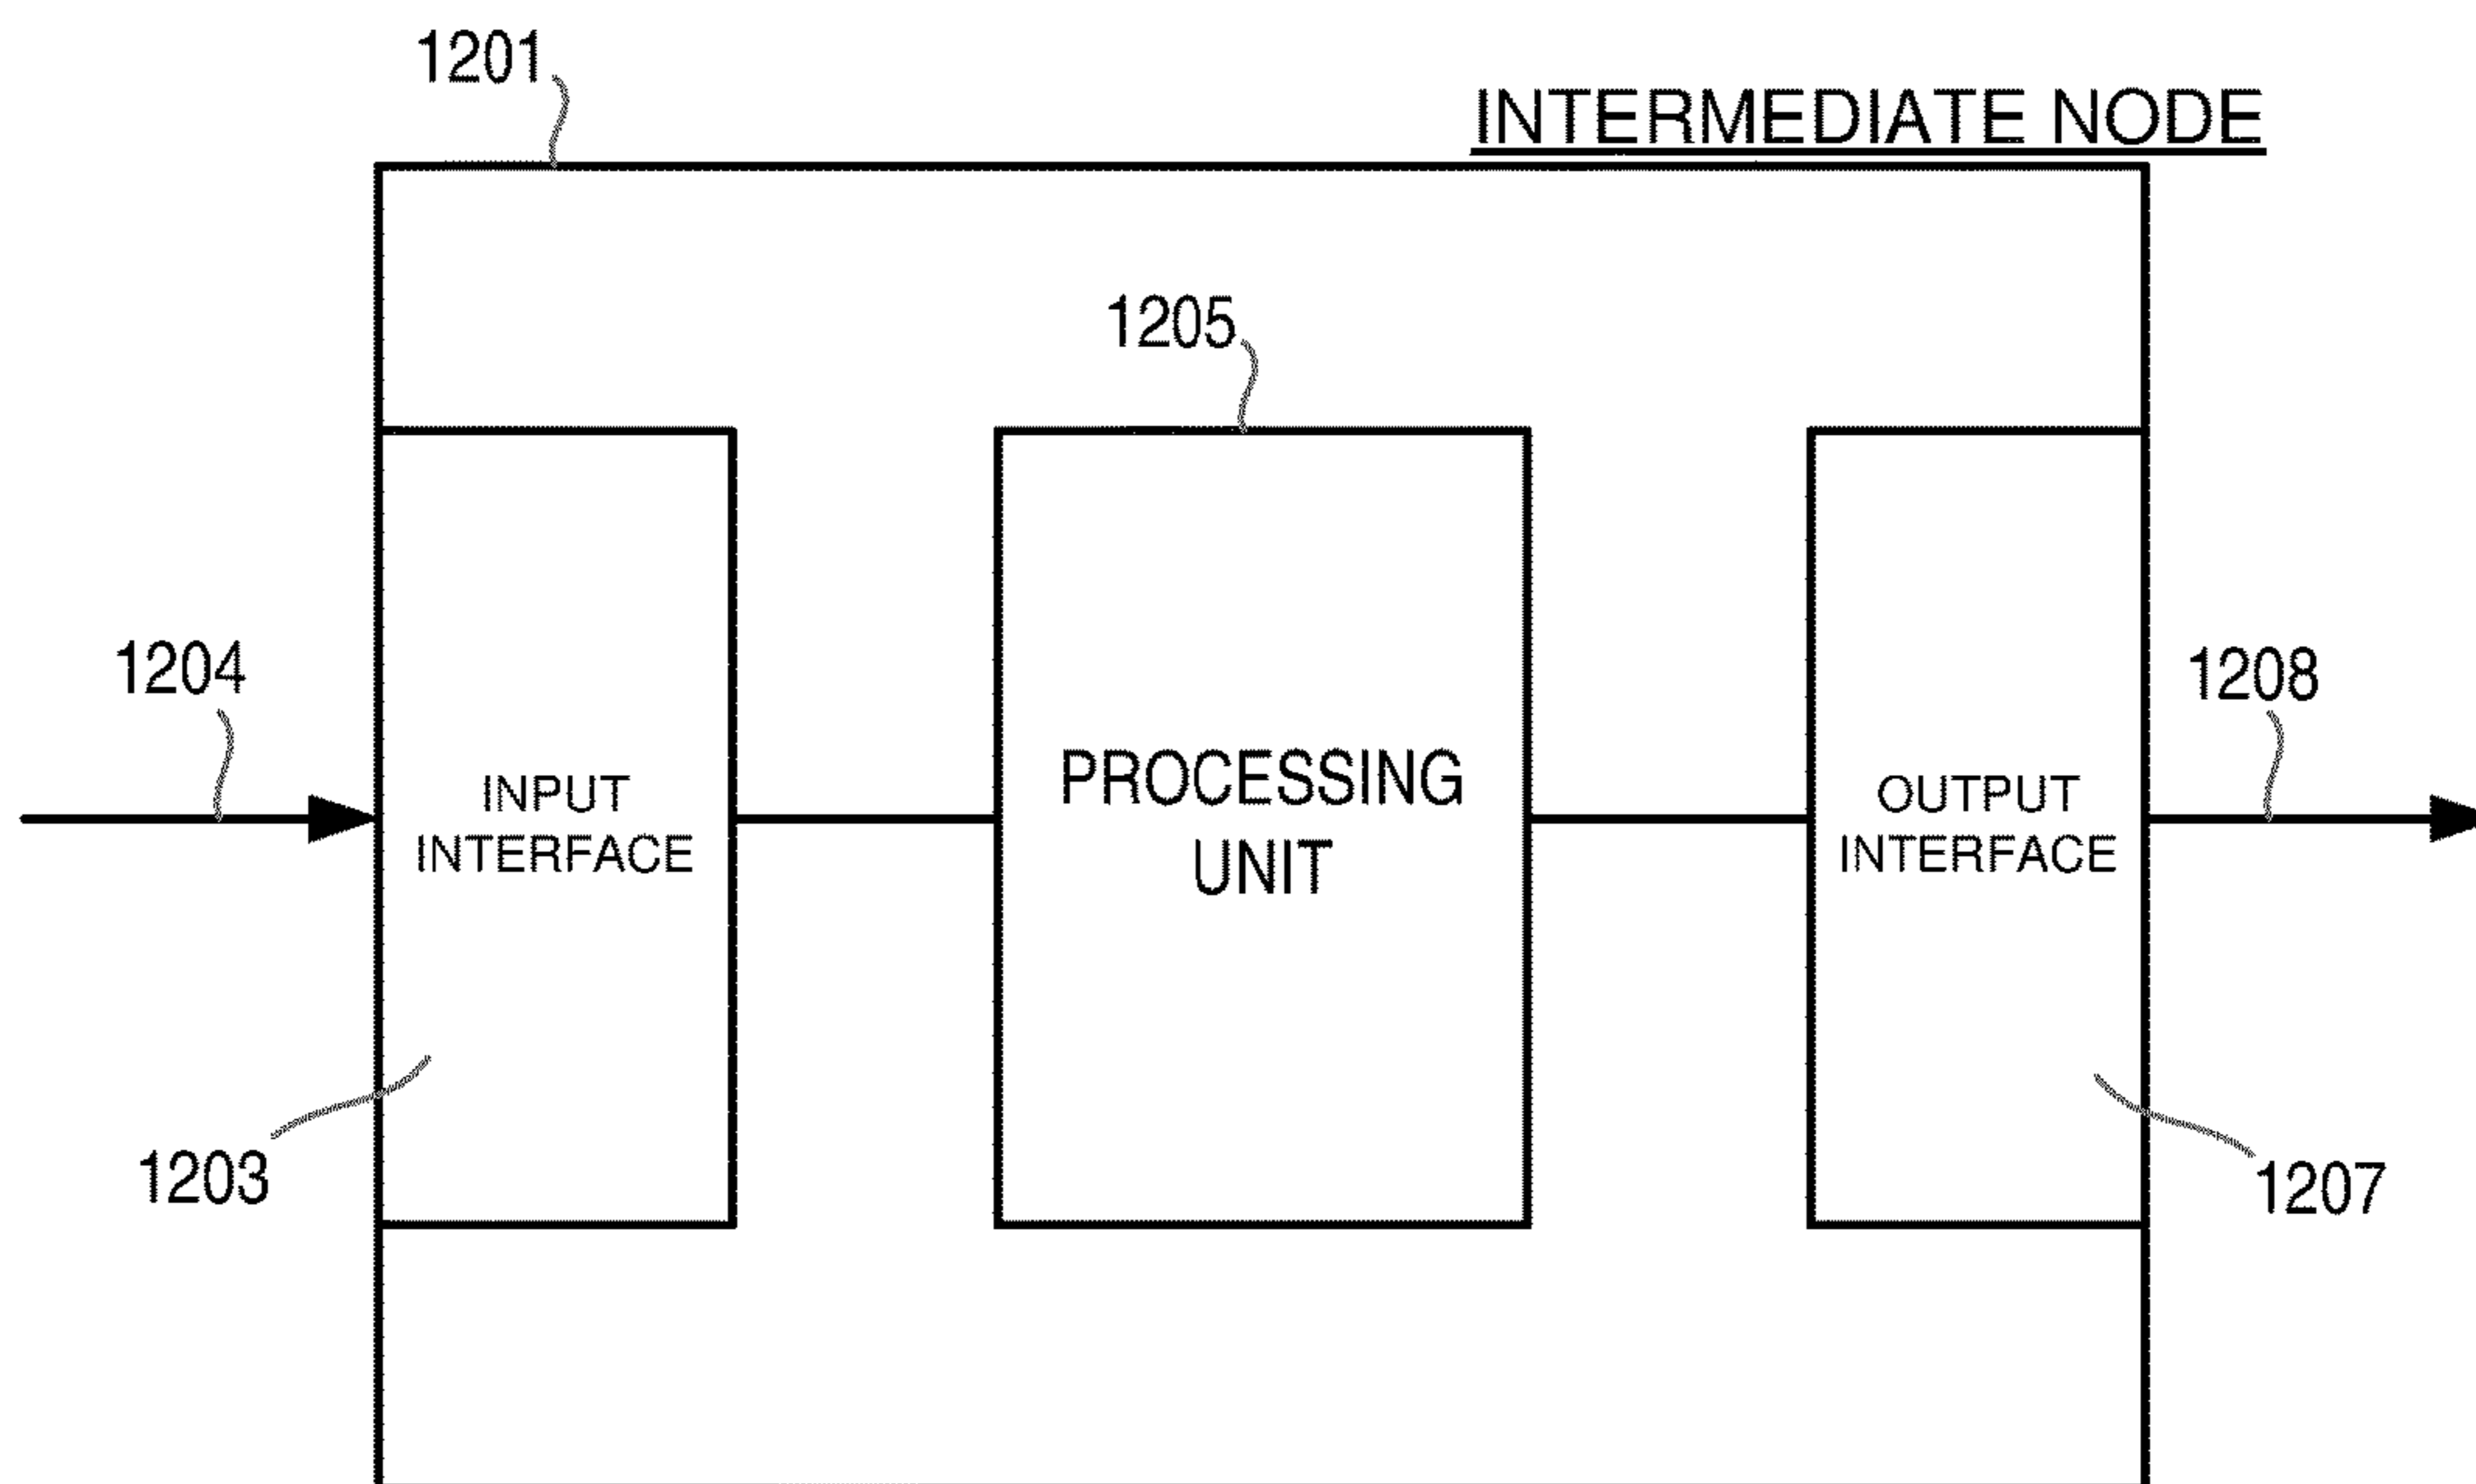 1201
INTERMEDIATE NODE
1205
1204
1208
INPUT
INTERFACE
PROCESSING
UNIT
OUTPUT
INTERFACE
1203
1207